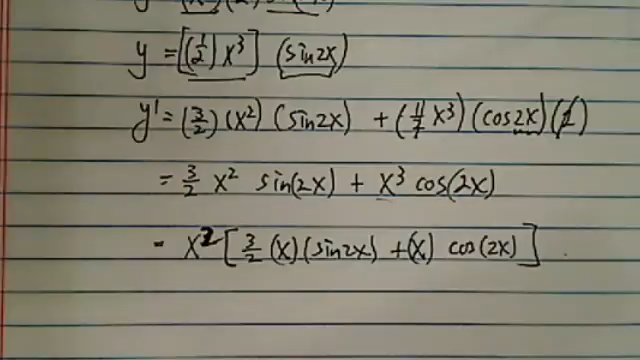 y = [(1/2) x³] (sin2x)
y' = (3/2) (x²) (sin2x) + (1/2 x³) (cos2x) (2)
= 3/2 x² sin(2x) + x³ cos(2x)
= x² [3/2 (x) (sin2x) + (x) cos(2x)]